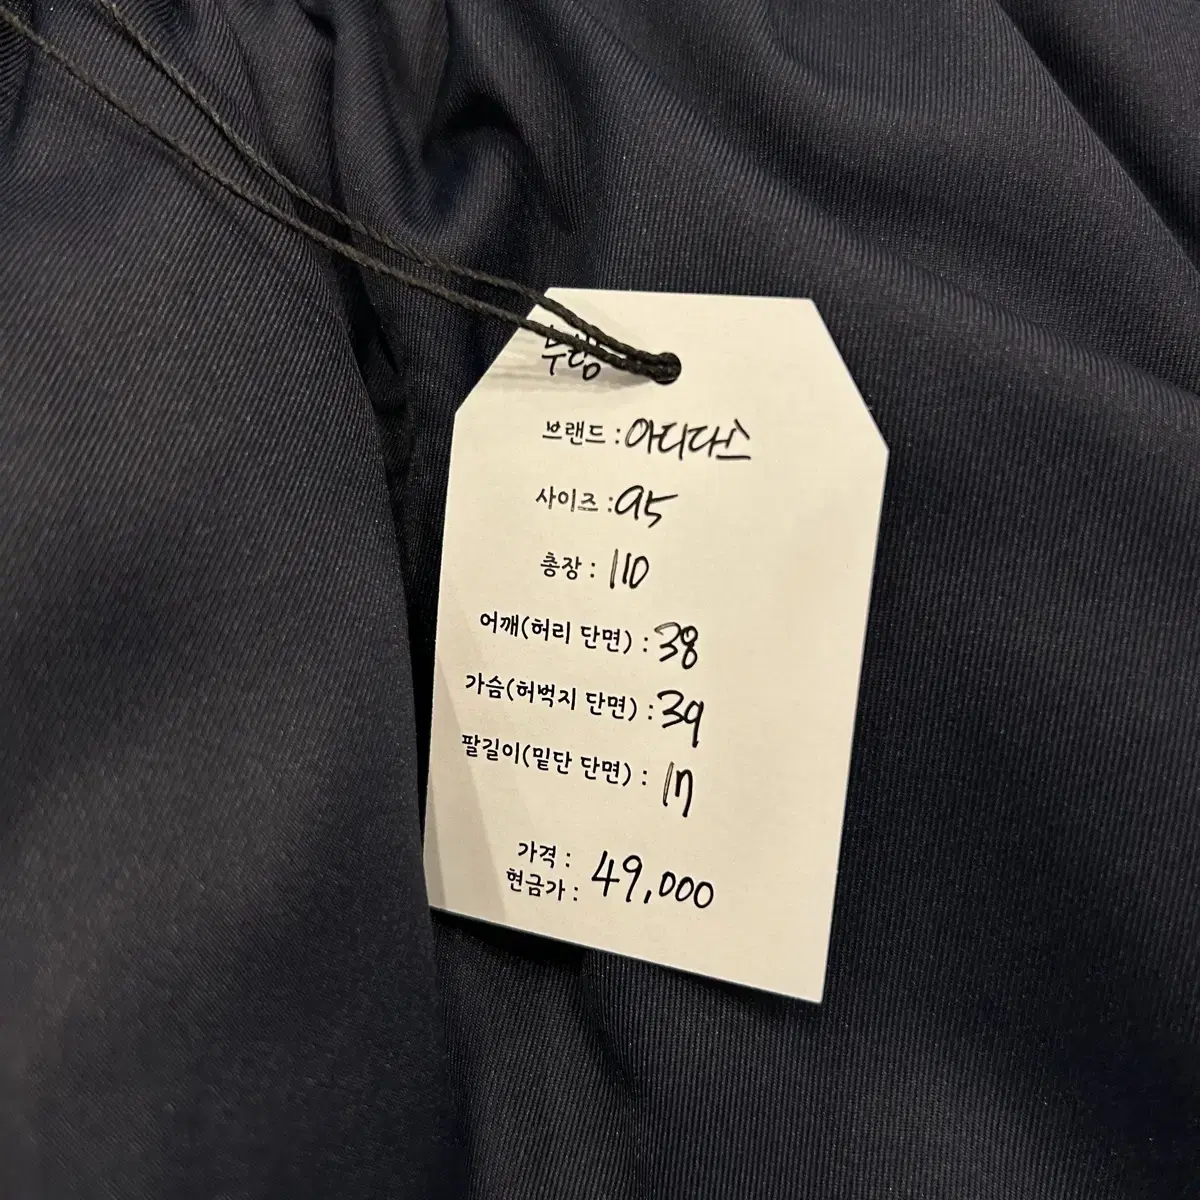 브랜드 : 아디다스
사이즈 : 95
총장 : 110
어깨(허리 단면) : 38
가슴(허벅지 단면) : 39
팔길이(밑단 단면) : 17
가격 :
현금가 : 49,000